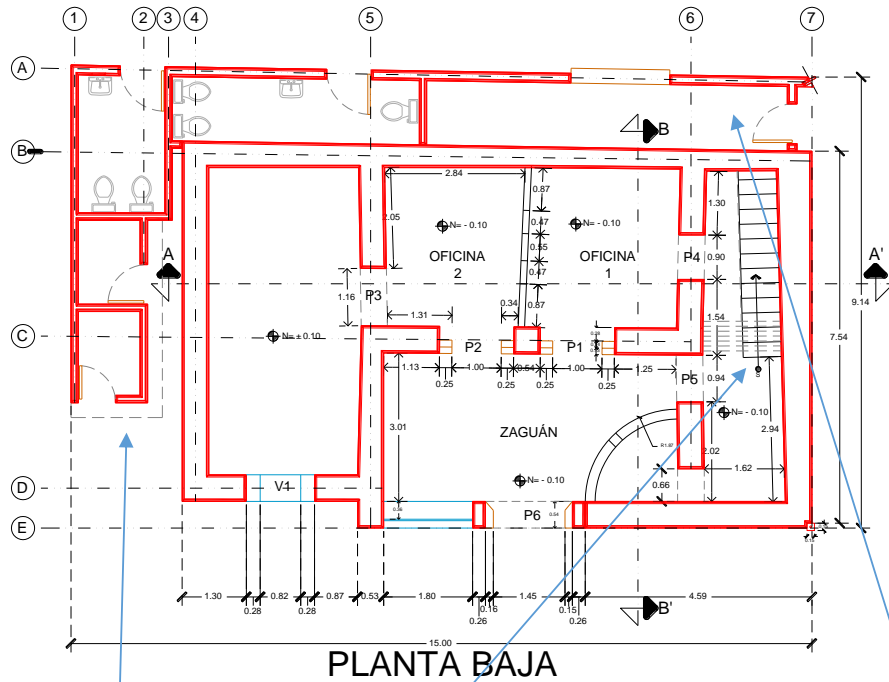 1
2
3
4
5
6
7
A
B
B
2.84
0.87
2.05
N= - 0.10
0.47
N= - 0.10
1.30
OFICINA
2
0.55
OFICINA
1
A
A'
P4
0.90
9.14
0.47
1.16
P3
0.34
0.87
1.54
7.54
1.31
N= ± 0.10
C
P2
P1
1.13
1.00
0.54
1.00
1.25
P5
0.94
0.25
0.25
0.25
0.25
ZAGUÁN
N= - 0.10
3.01
R1.87
2.02
2.94
1.62
N= - 0.10
0.66
D
V1
P6
0.54
E
1.30
0.82
0.87
0.53
1.80
1.45
4.59
0.28
0.28
0.26
0.16
0.15
0.26
B'
15.00
PLANTA BAJA